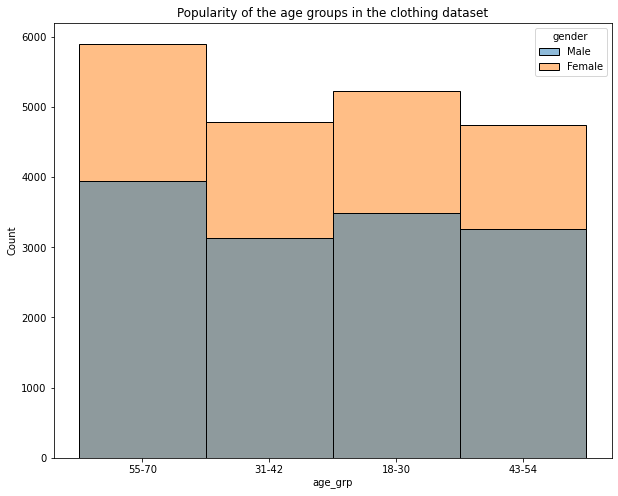 Popularity of the age groups in the clothing dataset
gender
Male
Female
6000
5000
4000
3000
2000
1000
0
Count
55-70
31-42
18-30
43-54
age_grp